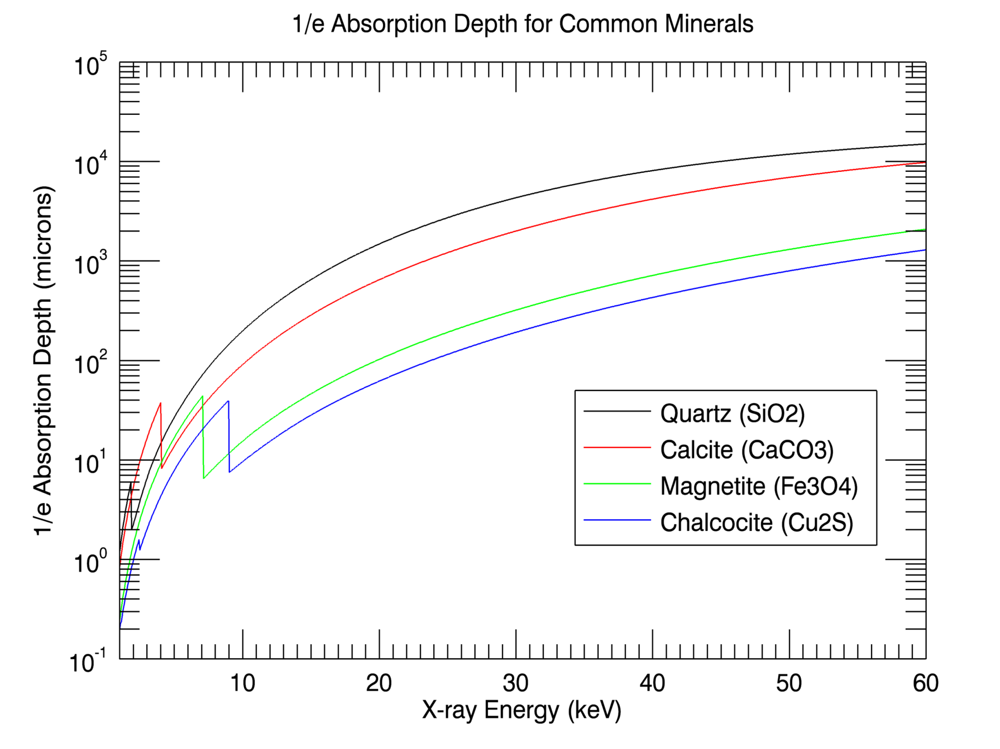 1/e Absorption Depth for Common Minerals
1/e Absorption Depth (microns)
10^5
10^4
10^3
10^2
10^1
10^0
10^-1
Quartz (SiO2)
Calcite (CaCO3)
Magnetite (Fe3O4)
Chalcocite (Cu2S)
10 20 30 40 50 60
X-ray Energy (keV)